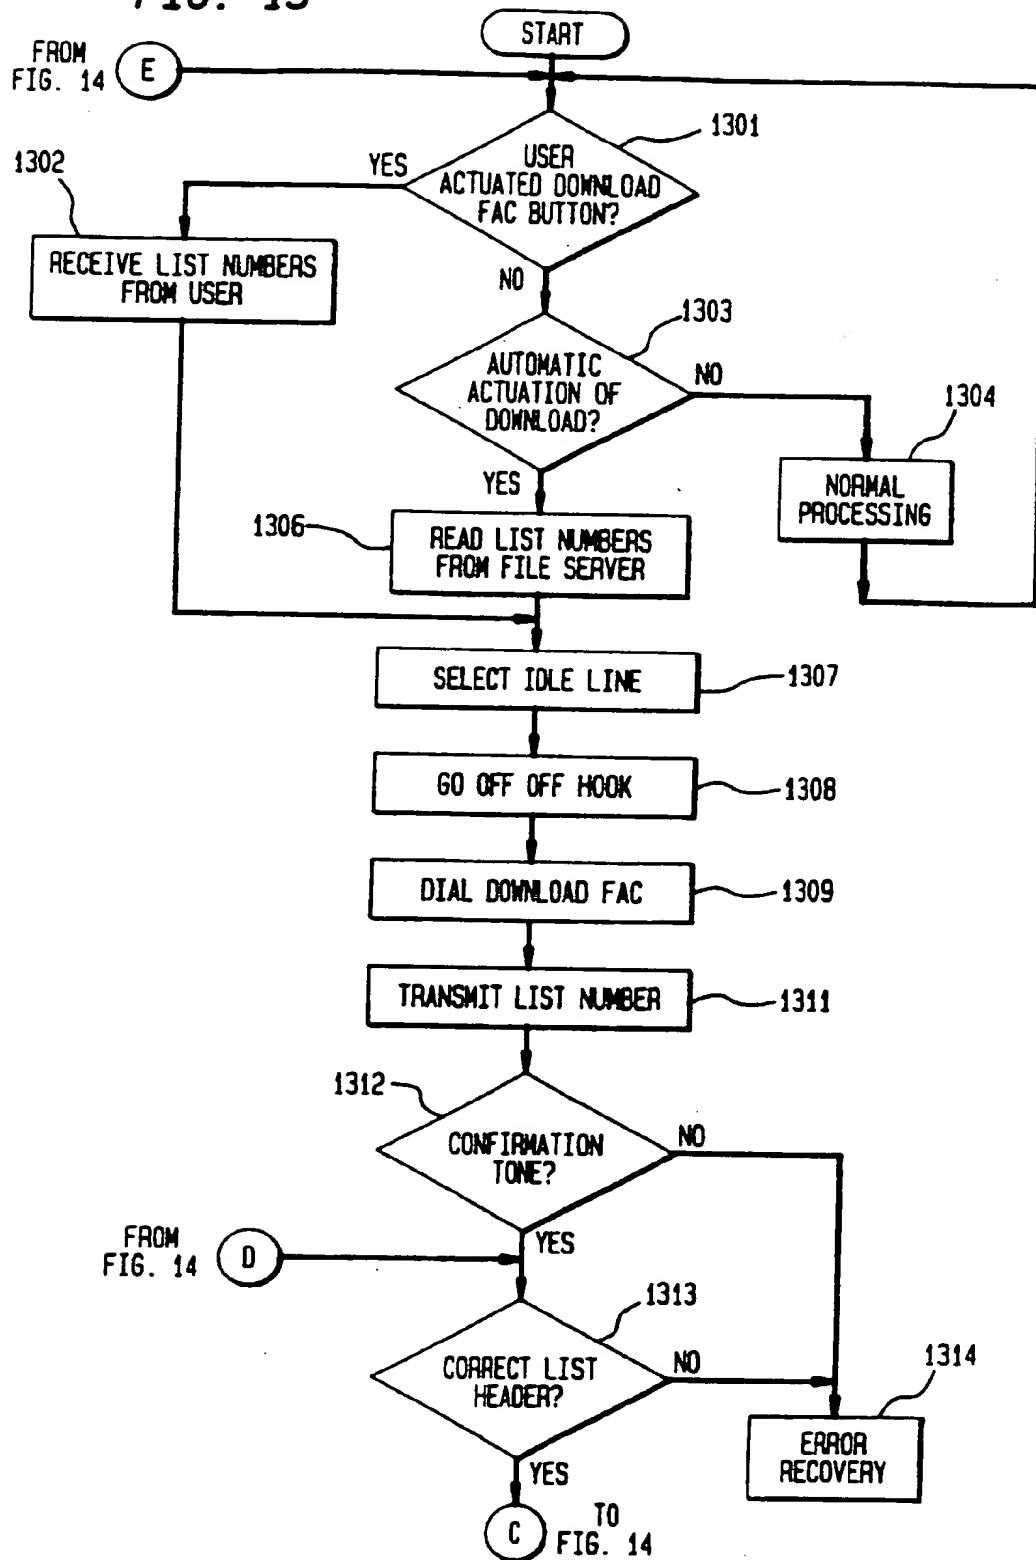 FIG. 13
START
FROM
FIG. 14
E
1301
USER
ACTUATED DOWNLOAD
FAC BUTTON?
YES
NO
1302
RECEIVE LIST NUMBERS
FROM USER
1303
AUTOMATIC
ACTUATION OF
DOWNLOAD?
NO
YES
1304
NORMAL
PROCESSING
1306
READ LIST NUMBERS
FROM FILE SERVER
SELECT IDLE LINE
1307
GO OFF OFF HOOK
1308
DIAL DOWNLOAD FAC
1309
TRANSMIT LIST NUMBER
1311
1312
CONFIRMATION
TONE?
NO
YES
FROM
FIG. 14
D
1313
CORRECT LIST
HEADER?
NO
YES
1314
ERROR
RECOVERY
C
TO
FIG. 14